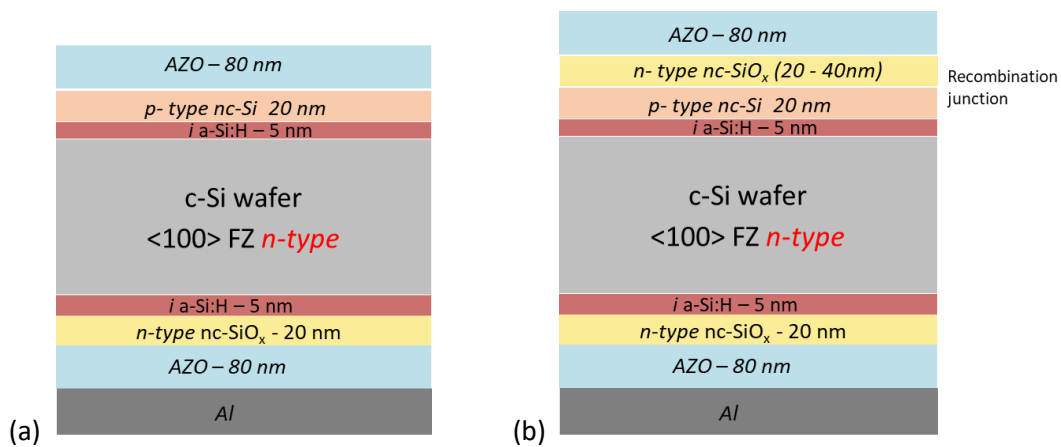 AZO – 80 nm
p- type nc-Si 20 nm
i a-Si:H – 5 nm
c-Si wafer
<100> FZ n-type
i a-Si:H – 5 nm
n-type nc-SiOx - 20 nm
AZO – 80 nm
Al
(a)
AZO – 80 nm
n- type nc-SiOx (20 - 40nm)
Recombination
junction
p- type nc-Si 20 nm
i a-Si:H – 5 nm
c-Si wafer
<100> FZ n-type
i a-Si:H – 5 nm
n-type nc-SiOx - 20 nm
AZO – 80 nm
Al
(b)